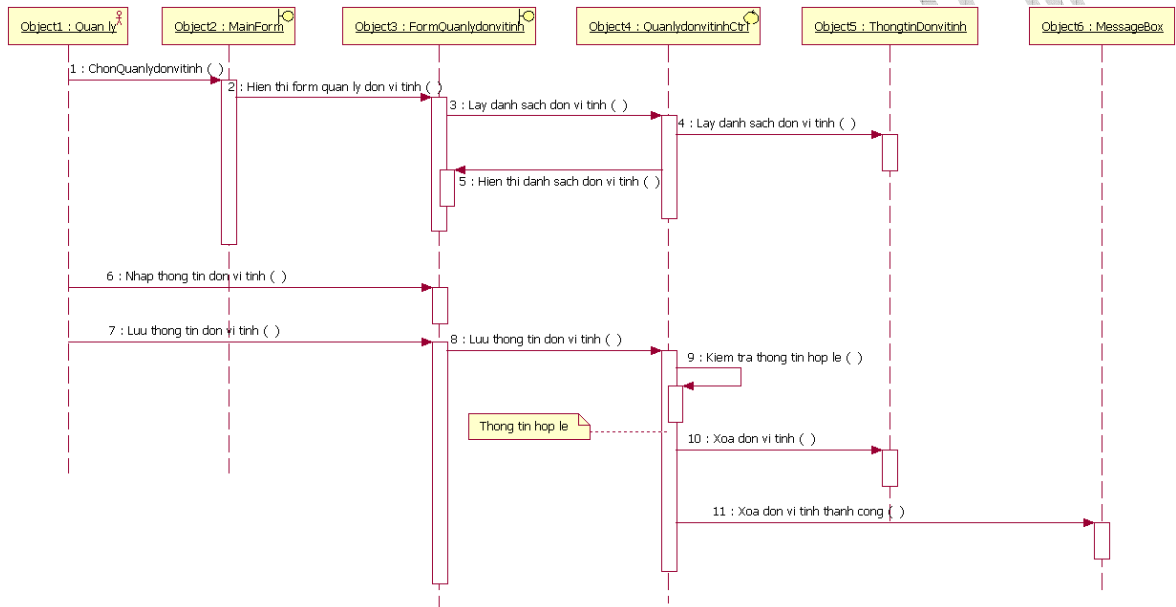 Object1 : Quan ly
Object2 : MainForm
Object3 : FormQuanlydonvitinh
Object4 : QuanlydonvitinhCtrl
Object5 : ThongtinDonvitinh
Object6 : MessageBox
1 : ChonQuanlydonvitinh ( )
2 : Hien thi form quan ly don vi tinh ( )
3 : Lay danh sach don vi tinh ( )
4 : Lay danh sach don vi tinh ( )
5 : Hien thi danh sach don vi tinh ( )
6 : Nhap thong tin don vi tinh ( )
7 : Luu thong tin don vi tinh ( )
8 : Luu thong tin don vi tinh ( )
9 : Kiem tra thong tin hop le ( )
Thong tin hop le
10 : Xoa don vi tinh ( )
11 : Xoa don vi tinh thanh cong ( )